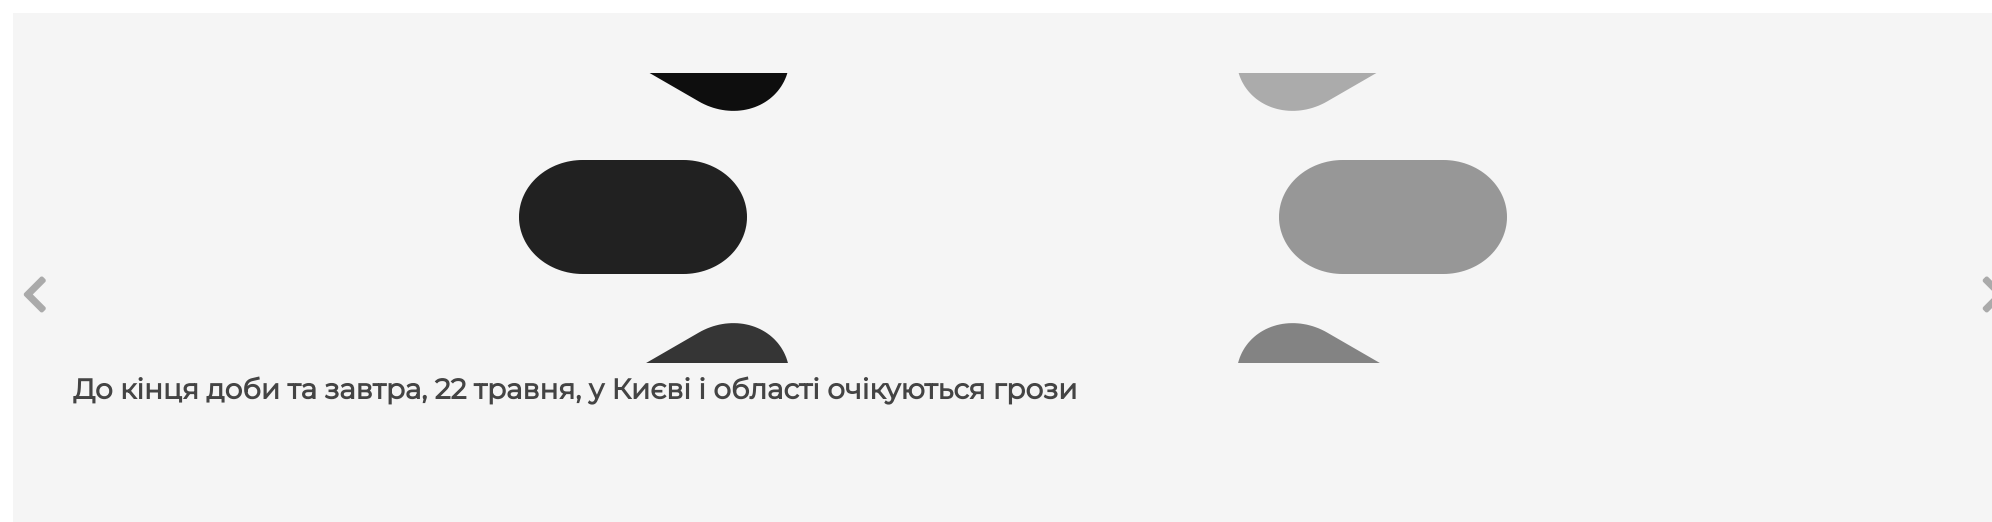 До кінця доби та завтра, 22 травня, у Києві і області очікуються грози